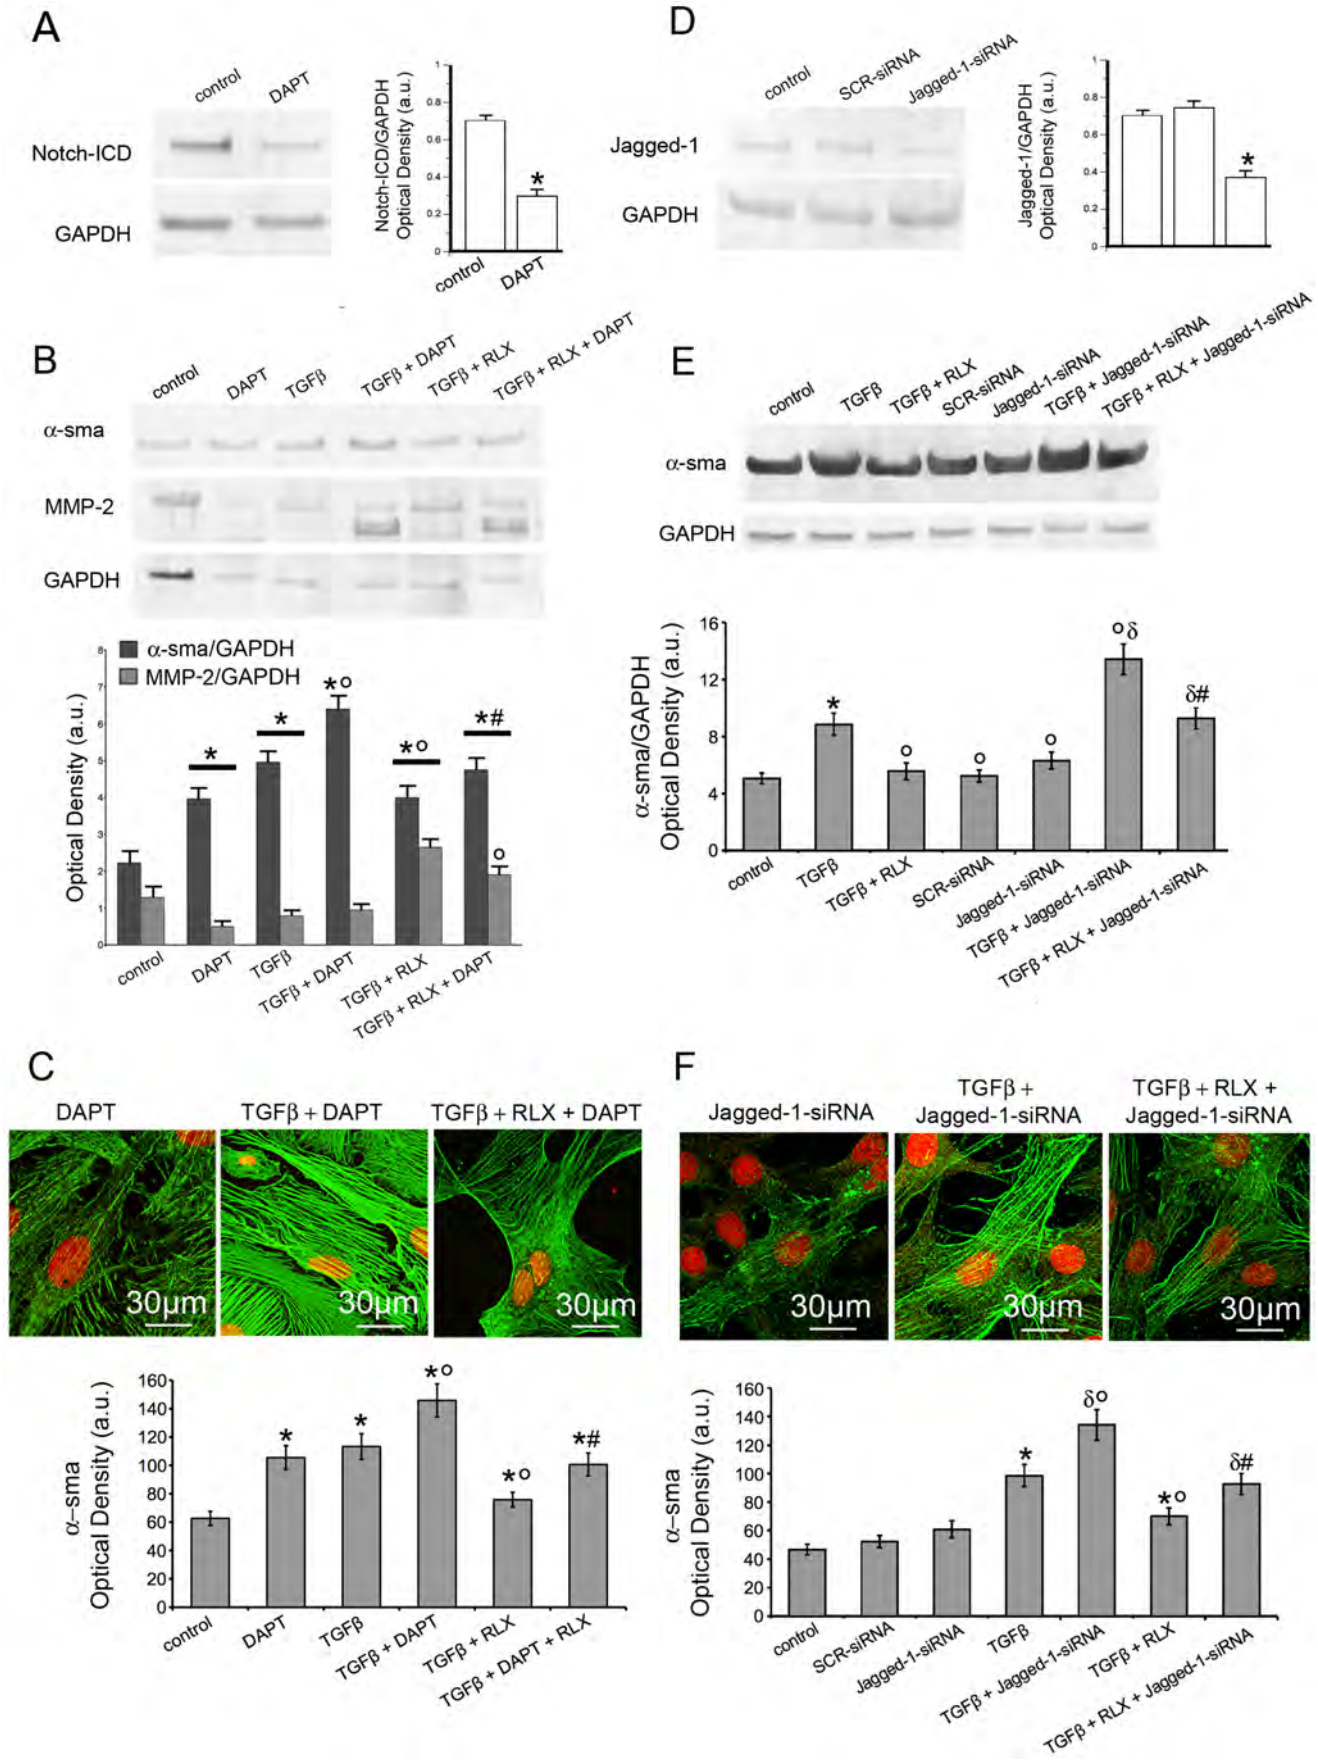 A
control
DAPT
Notch-ICD
GAPDH
Notch-ICD/GAPDH
Optical Density (a.u.)
1
0.8
0.6
0.4
0.2
0
*
control
DAPT
D
control
SCR-siRNA
Jagged-1-siRNA
Jagged-1
GAPDH
Jagged-1/GAPDH
Optical Density (a.u.)
1
0.8
0.6
0.4
0.2
0
*
B
control
DAPT
TGFβ
TGFβ + DAPT
TGFβ + RLX
TGFβ + RLX + DAPT
α-sma
MMP-2
GAPDH
α-sma/GAPDH
MMP-2/GAPDH
Optical Density (a.u.)
8
7
6
5
4
3
2
1
0
*
*
*°
*°
*#
°
control
DAPT
TGFβ
TGFβ + DAPT
TGFβ + RLX
TGFβ + RLX + DAPT
E
control
TGFβ
TGFβ + RLX
SCR-siRNA
Jagged-1-siRNA
TGFβ + Jagged-1-siRNA
TGFβ + RLX + Jagged-1-siRNA
α-sma
GAPDH
α-sma/GAPDH
Optical Density (a.u.)
16
12
8
4
0
*
°
°
°
°δ
δ#
control
TGFβ
TGFβ + RLX
SCR-siRNA
Jagged-1-siRNA
TGFβ + Jagged-1-siRNA
TGFβ + RLX + Jagged-1-siRNA
C
DAPT
TGFβ + DAPT
TGFβ + RLX + DAPT
30μm
30μm
30μm
α–sma
Optical Density (a.u.)
160
140
120
100
80
60
40
20
0
*
*
*°
*°
*#
control
DAPT
TGFβ
TGFβ + DAPT
TGFβ + RLX
TGFβ + DAPT + RLX
F
Jagged-1-siRNA
TGFβ +
Jagged-1-siRNA
TGFβ + RLX +
Jagged-1-siRNA
30μm
30μm
30μm
α–sma
Optical Density (a.u.)
160
140
120
100
80
60
40
20
0
*
δ°
*°
δ#
control
SCR-siRNA
Jagged-1-siRNA
TGFβ
TGFβ + Jagged-1-siRNA
TGFβ + RLX
TGFβ + RLX + Jagged-1-siRNA